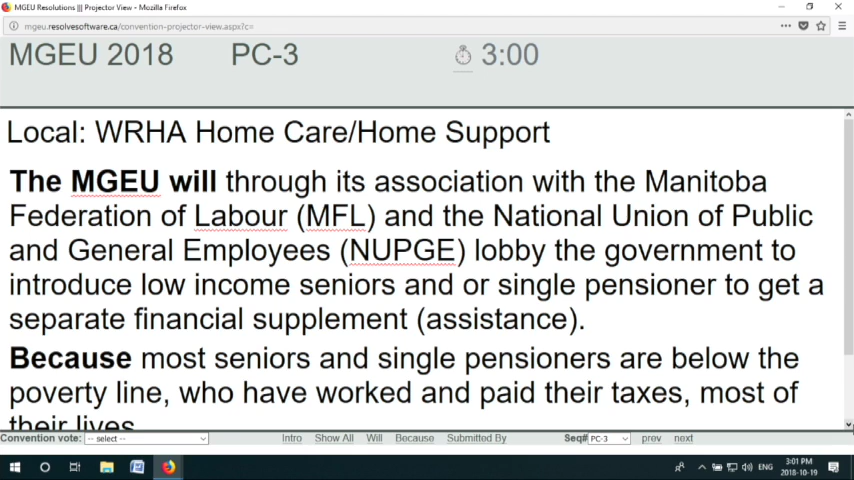 MGEU Resolutions ||| Projector View - Mozilla Firefox
mgeu.resolvesoftware.ca/convention-projector-view.aspx?c=
MGEU 2018 PC-3 3:00
Local: WRHA Home Care/Home Support
The MGEU will through its association with the Manitoba
Federation of Labour (MFL) and the National Union of Public
and General Employees (NUPGE) lobby the government to
introduce low income seniors and or single pensioner to get a
separate financial supplement (assistance).
Because most seniors and single pensioners are below the
poverty line, who have worked and paid their taxes, most of
their lives
Convention vote: -- select -- Intro Show All Will Because Submitted By Seq# PC-3 prev next
ENG 3:01 PM
2018-10-19